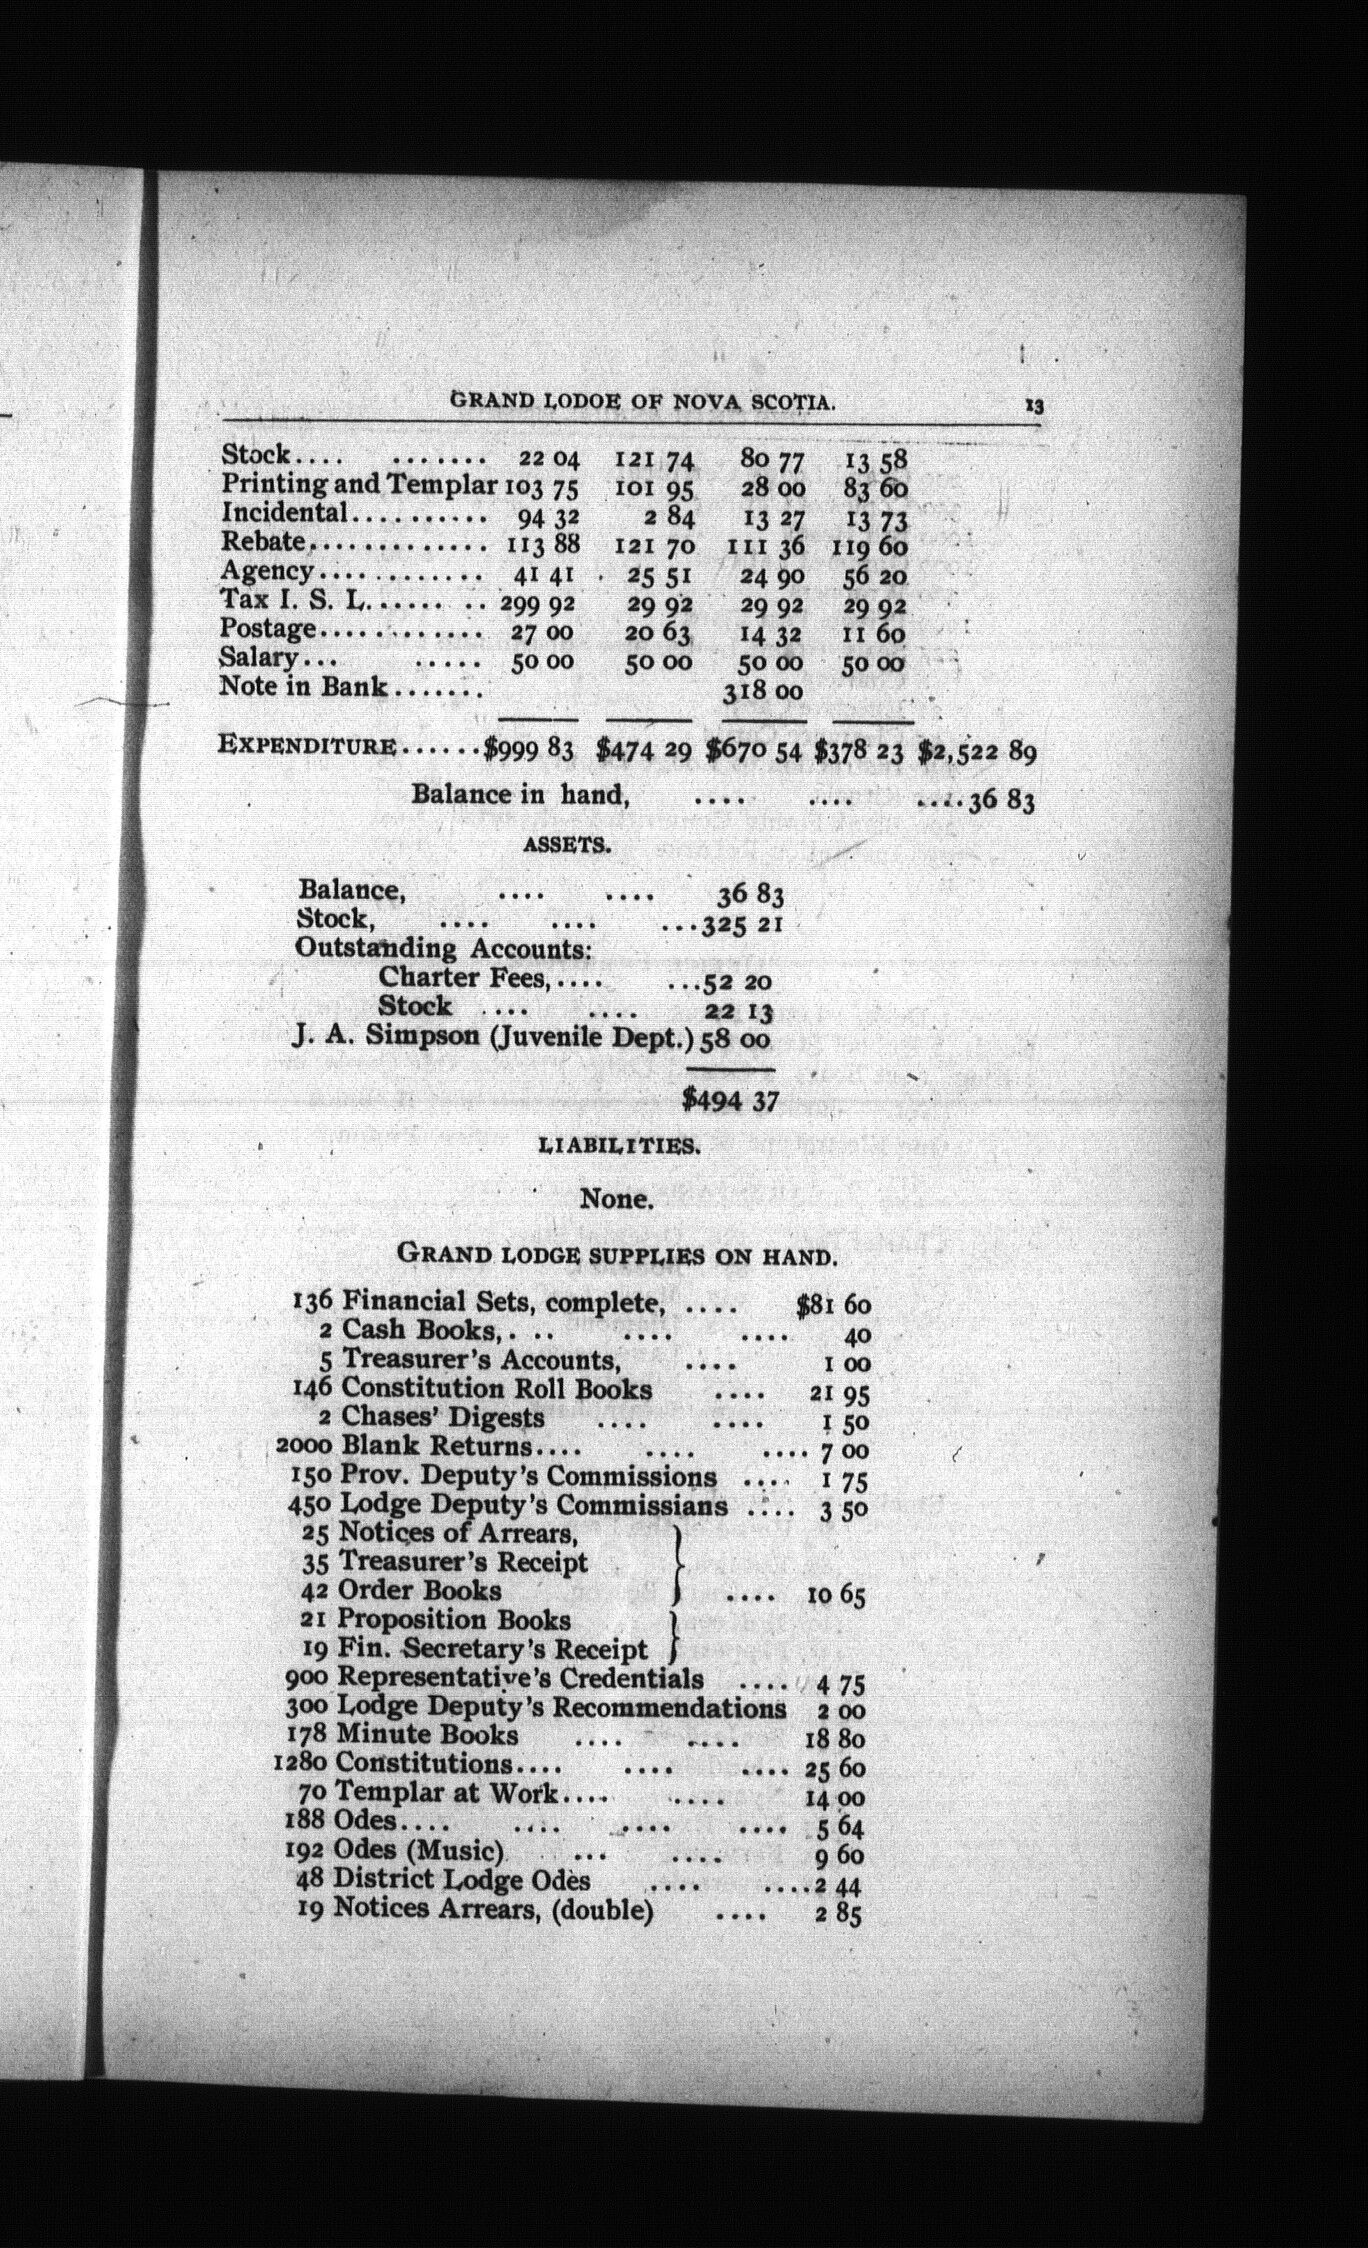 GRAND LODOE OF NOVA SCOTIA. 13
Stock.... ....... 22 04 121 74 80 77 13 58
Printing and Templar 103 75 101 95 28 00 83 60
Incidental.......... 94 32 2 84 13 27 13 73
Rebate............. 113 88 121 70 111 36 119 60
Agency............ 41 41 25 51 24 90 56 20
Tax I. S. L....... .. 299 92 29 92 29 92 29 92
Postage............ 27 00 20 63 14 32 11 60
Salary... ..... 50 00 50 00 50 00 50 00
Note in Bank....... 318 00
EXPENDITURE......$999 83 $474 29 $670 54 $378 23 $2,522 89
Balance in hand, .... .... ....36 83
ASSETS.
Balance, .... .... 36 83
Stock, .... .... ...325 21
Outstanding Accounts:
Charter Fees,.... ...52 20
Stock .... .... 22 13
J. A. Simpson (Juvenile Dept.) 58 00
$494 37
LIABILITIES.
None.
GRAND LODGE SUPPLIES ON HAND.
136 Financial Sets, complete, .... $81 60
2 Cash Books,. .. .... .... 40
5 Treasurer's Accounts, .... 1 00
146 Constitution Roll Books .... 21 95
2 Chases' Digests .... .... 1 50
2000 Blank Returns.... .... .... 7 00
150 Prov. Deputy's Commissions .... 1 75
450 Lodge Deputy's Commissians .... 3 50
25 Notices of Arrears,
35 Treasurer's Receipt
42 Order Books .... 10 65
21 Proposition Books
19 Fin. Secretary's Receipt
900 Representative's Credentials .... 4 75
300 Lodge Deputy's Recommendations 2 00
178 Minute Books .... .... 18 80
1280 Constitutions.... .... .... 25 60
70 Templar at Work.... .... 14 00
188 Odes.... .... .... .... 5 64
192 Odes (Music) ... .... 9 60
48 District Lodge Odes .... ....2 44
19 Notices Arrears, (double) .... 2 85